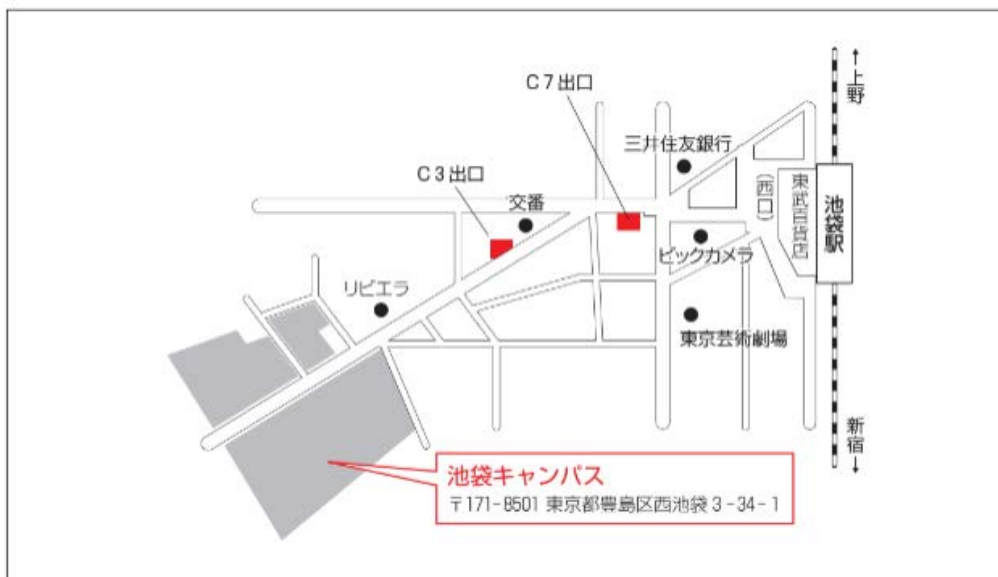 ↑上野
C7出口
三井住友銀行
C3出口
交番
(西口)
東武百貨店
池袋駅
ビックカメラ
リビエラ
東京芸術劇場
新宿↓
池袋キャンパス
〒171-8501 東京都豊島区西池袋3-34-1